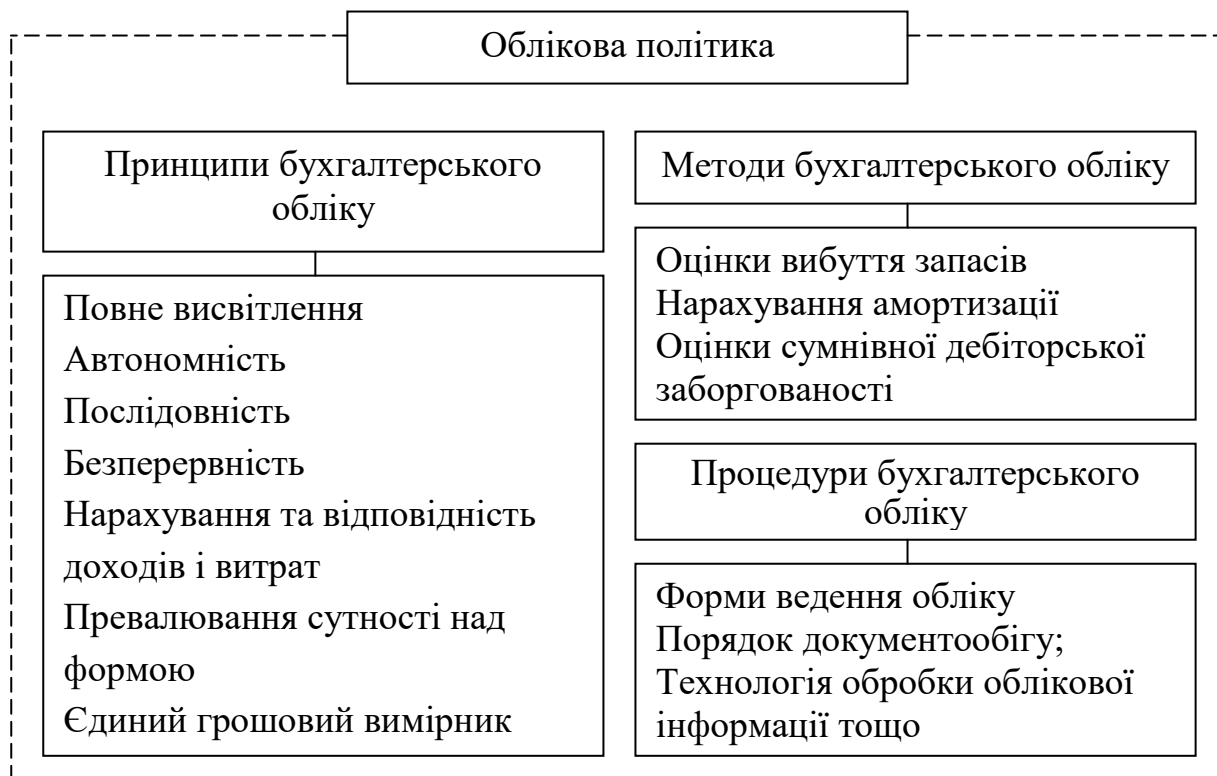 Облікова політика
Принципи бухгалтерського
обліку
Повне висвітлення
Автономність
Послідовність
Безперервність
Нарахування та відповідність
доходів і витрат
Превалювання сутності над
формою
Єдиний грошовий вимірник
Методи бухгалтерського обліку
Оцінки вибуття запасів
Нарахування амортизації
Оцінки сумнівної дебіторської
заборгованості
Процедури бухгалтерського
обліку
Форми ведення обліку
Порядок документообігу;
Технологія обробки облікової
інформації тощо